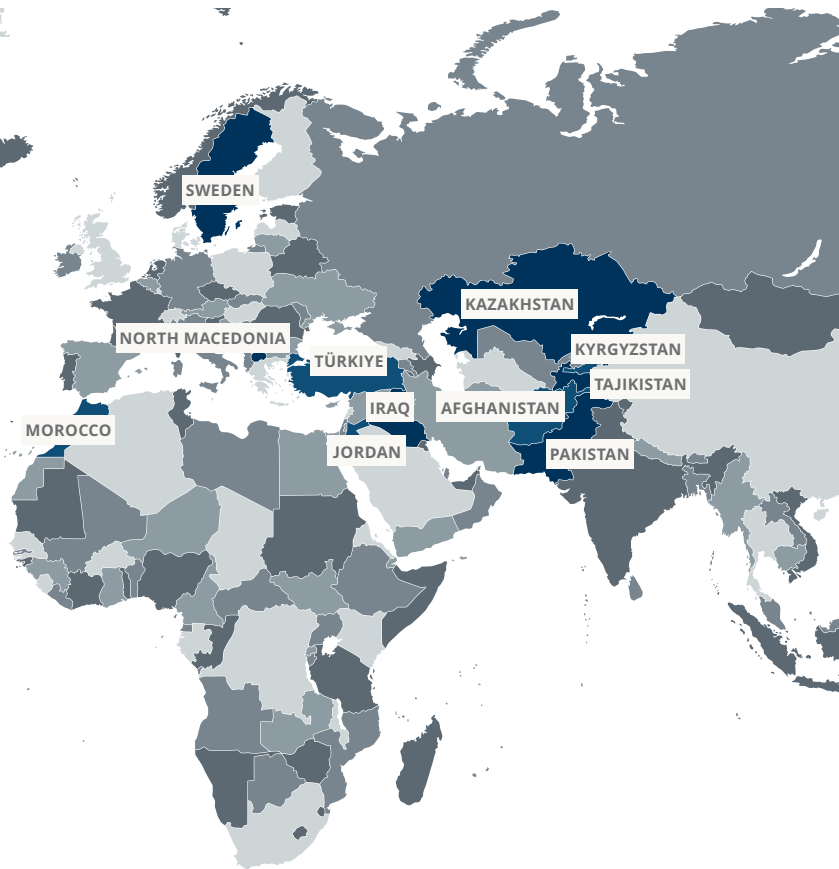 SWEDEN
KAZAKHSTAN
NORTH MACEDONIA
KYRGYZSTAN
TÜRKIYE
TAJIKISTAN
IRAQ
AFGHANISTAN
MOROCCO
JORDAN
PAKISTAN